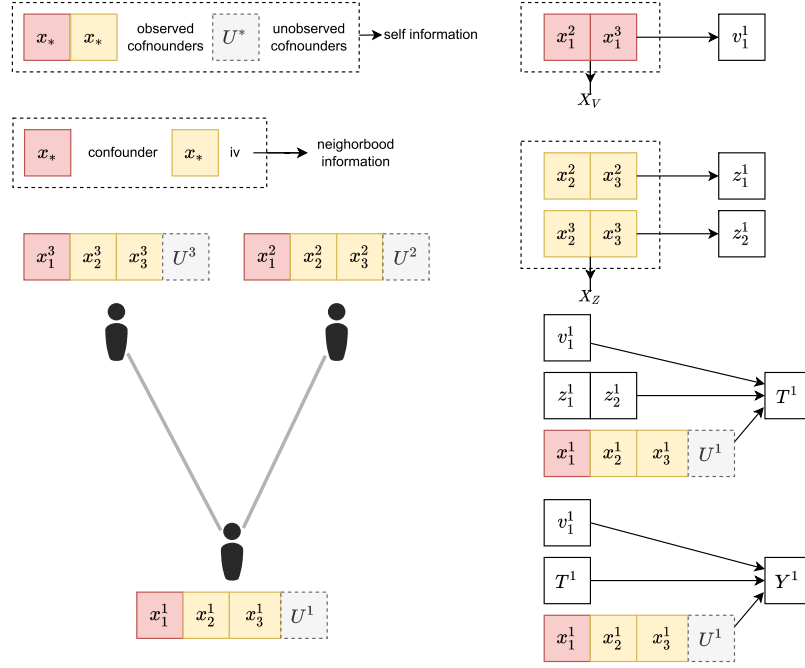 x_* x_* observed cofnounders U^* unobserved cofnounders self information
x_* confounder x_* iv neighorbood information
x_1^3 x_2^3 x_3^3 U^3
x_1^2 x_2^2 x_3^2 U^2
x_1^1 x_2^1 x_3^1 U^1
x_1^2 x_1^3 v_1^1
X_V
x_2^2 x_3^2 z_1^1
x_2^3 x_3^3 z_2^1
X_Z
v_1^1
z_1^1 z_2^1 T^1
x_1^1 x_2^1 x_3^1 U^1
v_1^1
T^1 Y^1
x_1^1 x_2^1 x_3^1 U^1